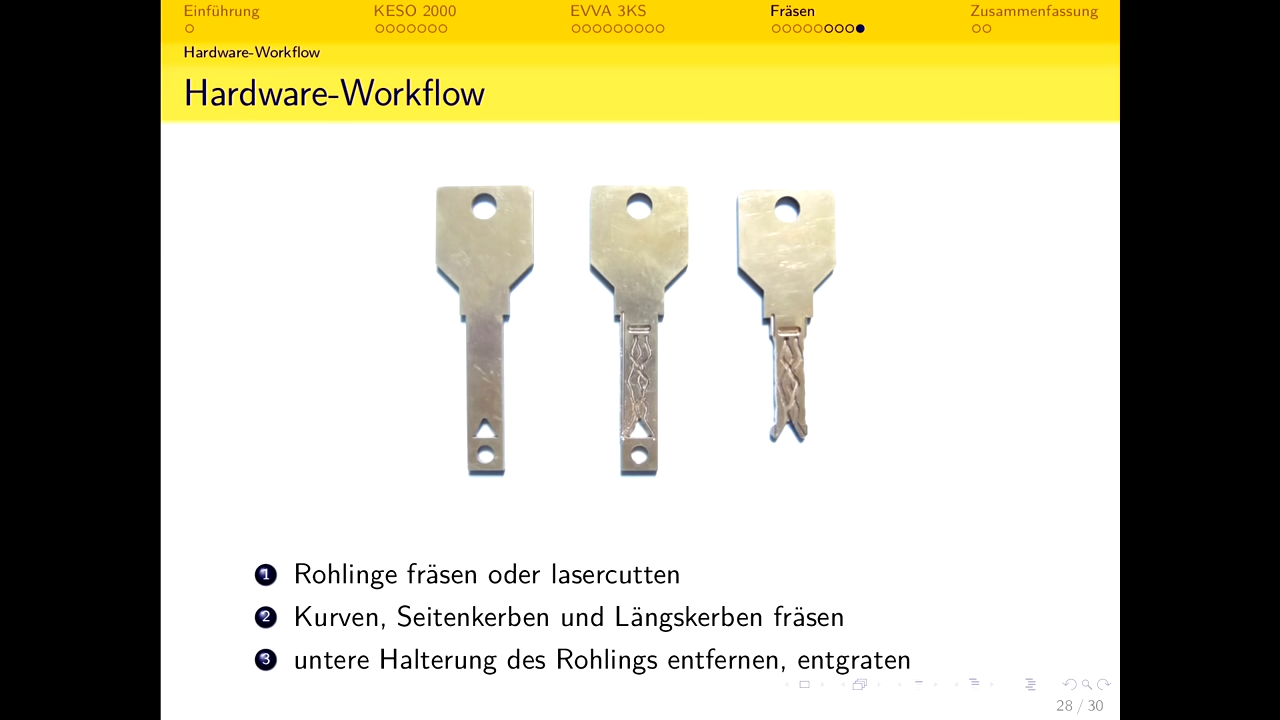 Einführung KESO 2000 EVVA 3KS Fräsen Zusammenfassung
Hardware-Workflow
Hardware-Workflow
1 Rohlinge fräsen oder lasercutten
2 Kurven, Seitenkerben und Längskerben fräsen
3 untere Halterung des Rohlings entfernen, entgraten
28 / 30